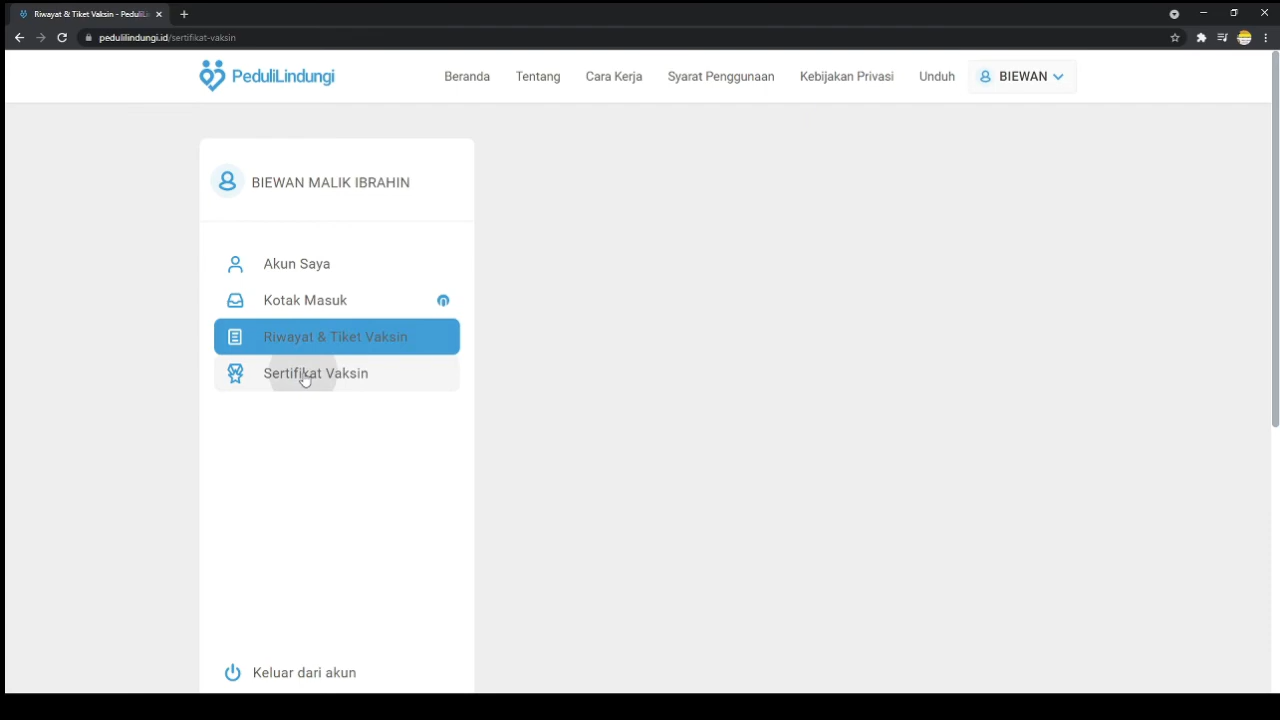 Riwayat & Tiket Vaksin - Peduli
pedulilindungi.id/sertifikat-vaksin
PeduliLindungi Beranda Tentang Cara Kerja Syarat Penggunaan Kebijakan Privasi Unduh BIEWAN
BIEWAN MALIK IBRAHIN
Akun Saya
Kotak Masuk
Riwayat & Tiket Vaksin
Sertifikat Vaksin
Keluar dari akun